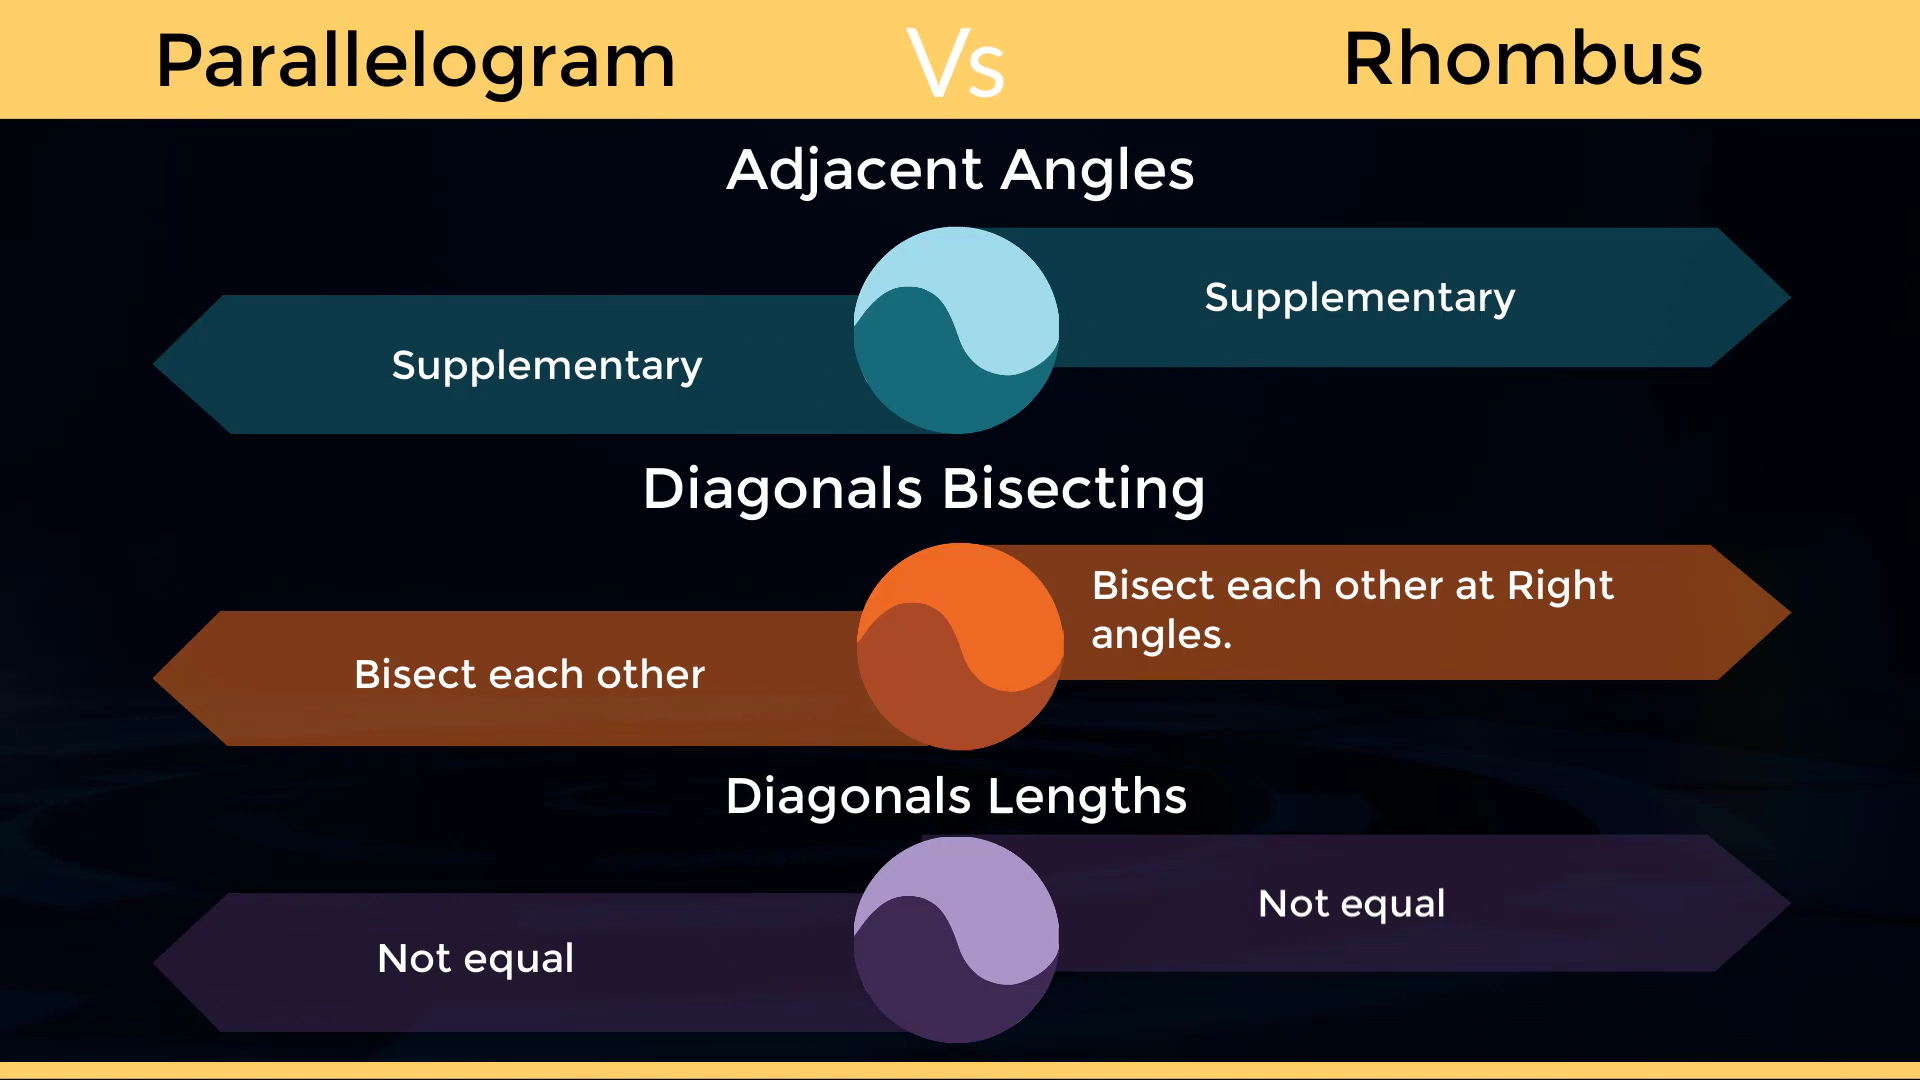 Parallelogram Vs Rhombus
Adjacent Angles
Supplementary
Supplementary
Diagonals Bisecting
Bisect each other
Bisect each other at Right
angles.
Diagonals Lengths
Not equal
Not equal